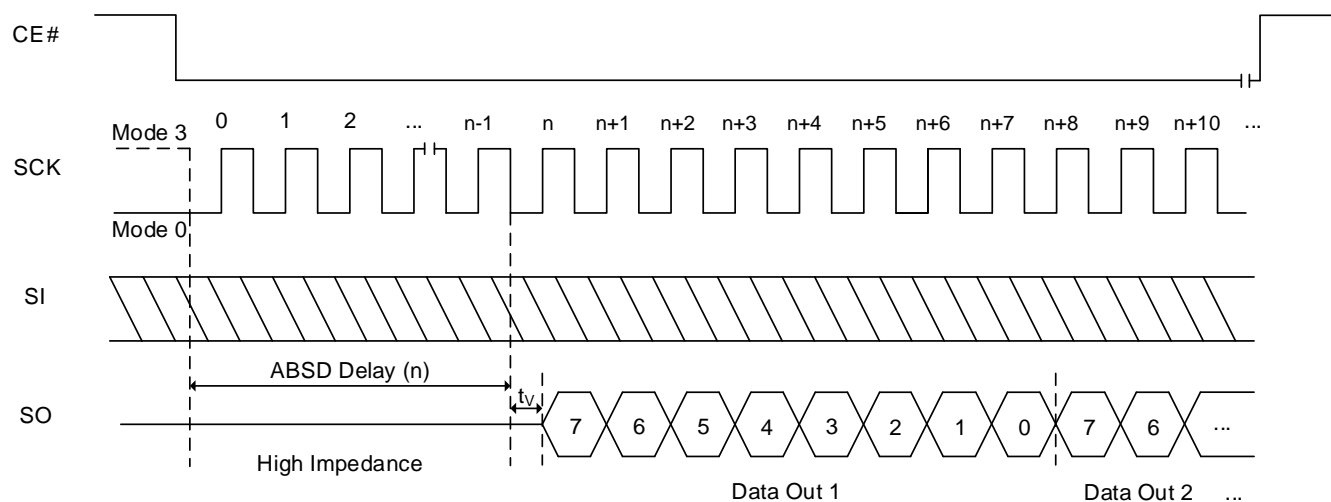 CE#
0 1 2 ... n-1 n n+1 n+2 n+3 n+4 n+5 n+6 n+7 n+8 n+9 n+10 ...
Mode 3
SCK
Mode 0
SI
ABSD Delay (n)
tV
SO
7 6 5 4 3 2 1 0 7 6 ...
High Impedance
Data Out 1 Data Out 2 ...